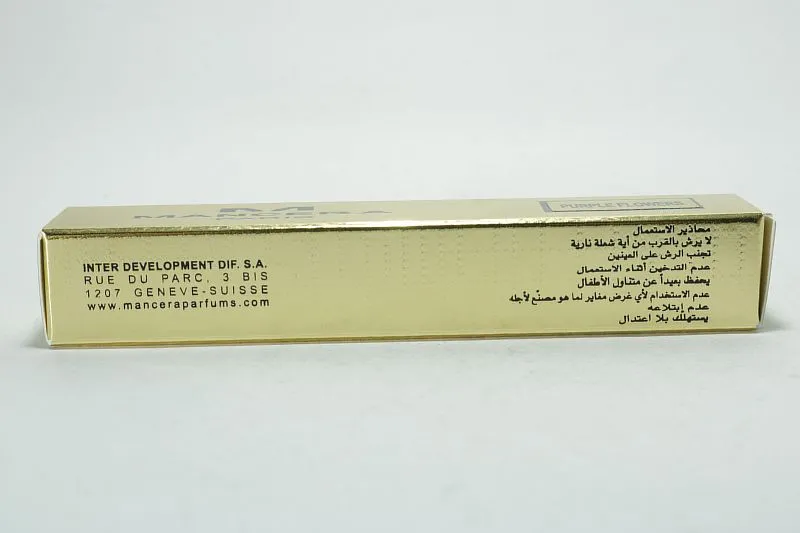 MANCERA
PARIS
PURPLE FLOWERS
INTER DEVELOPMENT DIF. S.A.
RUE DU PARC, 3 BIS
1207 GENEVE-SUISSE
www.manceraparfums.com
محاذير الاستعمال
لا يرش بالقرب من أية شعلة نارية
تجنب الرش على العينين
عدم التدخين أثناء الاستعمال
يحفظ بعيداً عن متناول الأطفال
عدم الاستخدام لأي غرض مغاير لما هو مصنّع لأجله
عدم إبتلاعه
يستهلك بلا اعتدال